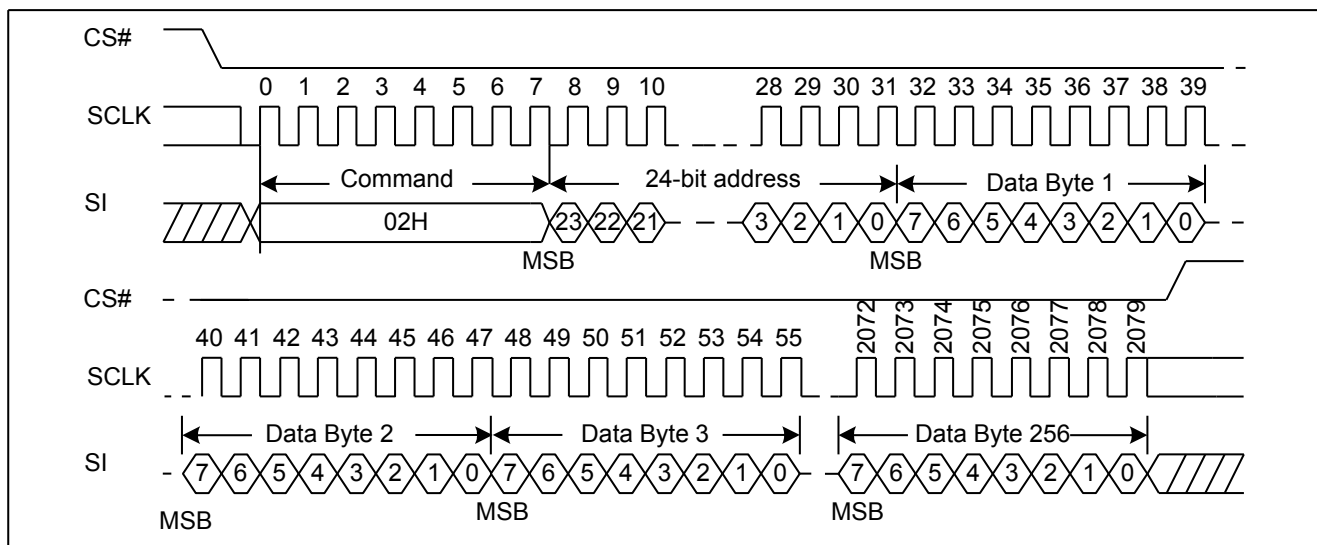 CS#
0 1 2 3 4 5 6 7 8 9 10 28 29 30 31 32 33 34 35 36 37 38 39
SCLK
Command 24-bit address Data Byte 1
SI
02H 23 22 21 3 2 1 0 7 6 5 4 3 2 1 0
MSB MSB
CS#
40 41 42 43 44 45 46 47 48 49 50 51 52 53 54 55 2072 2073 2074 2075 2076 2077 2078 2079
SCLK
Data Byte 2 Data Byte 3 Data Byte 256
SI
7 6 5 4 3 2 1 0 7 6 5 4 3 2 1 0 7 6 5 4 3 2 1 0
MSB MSB MSB